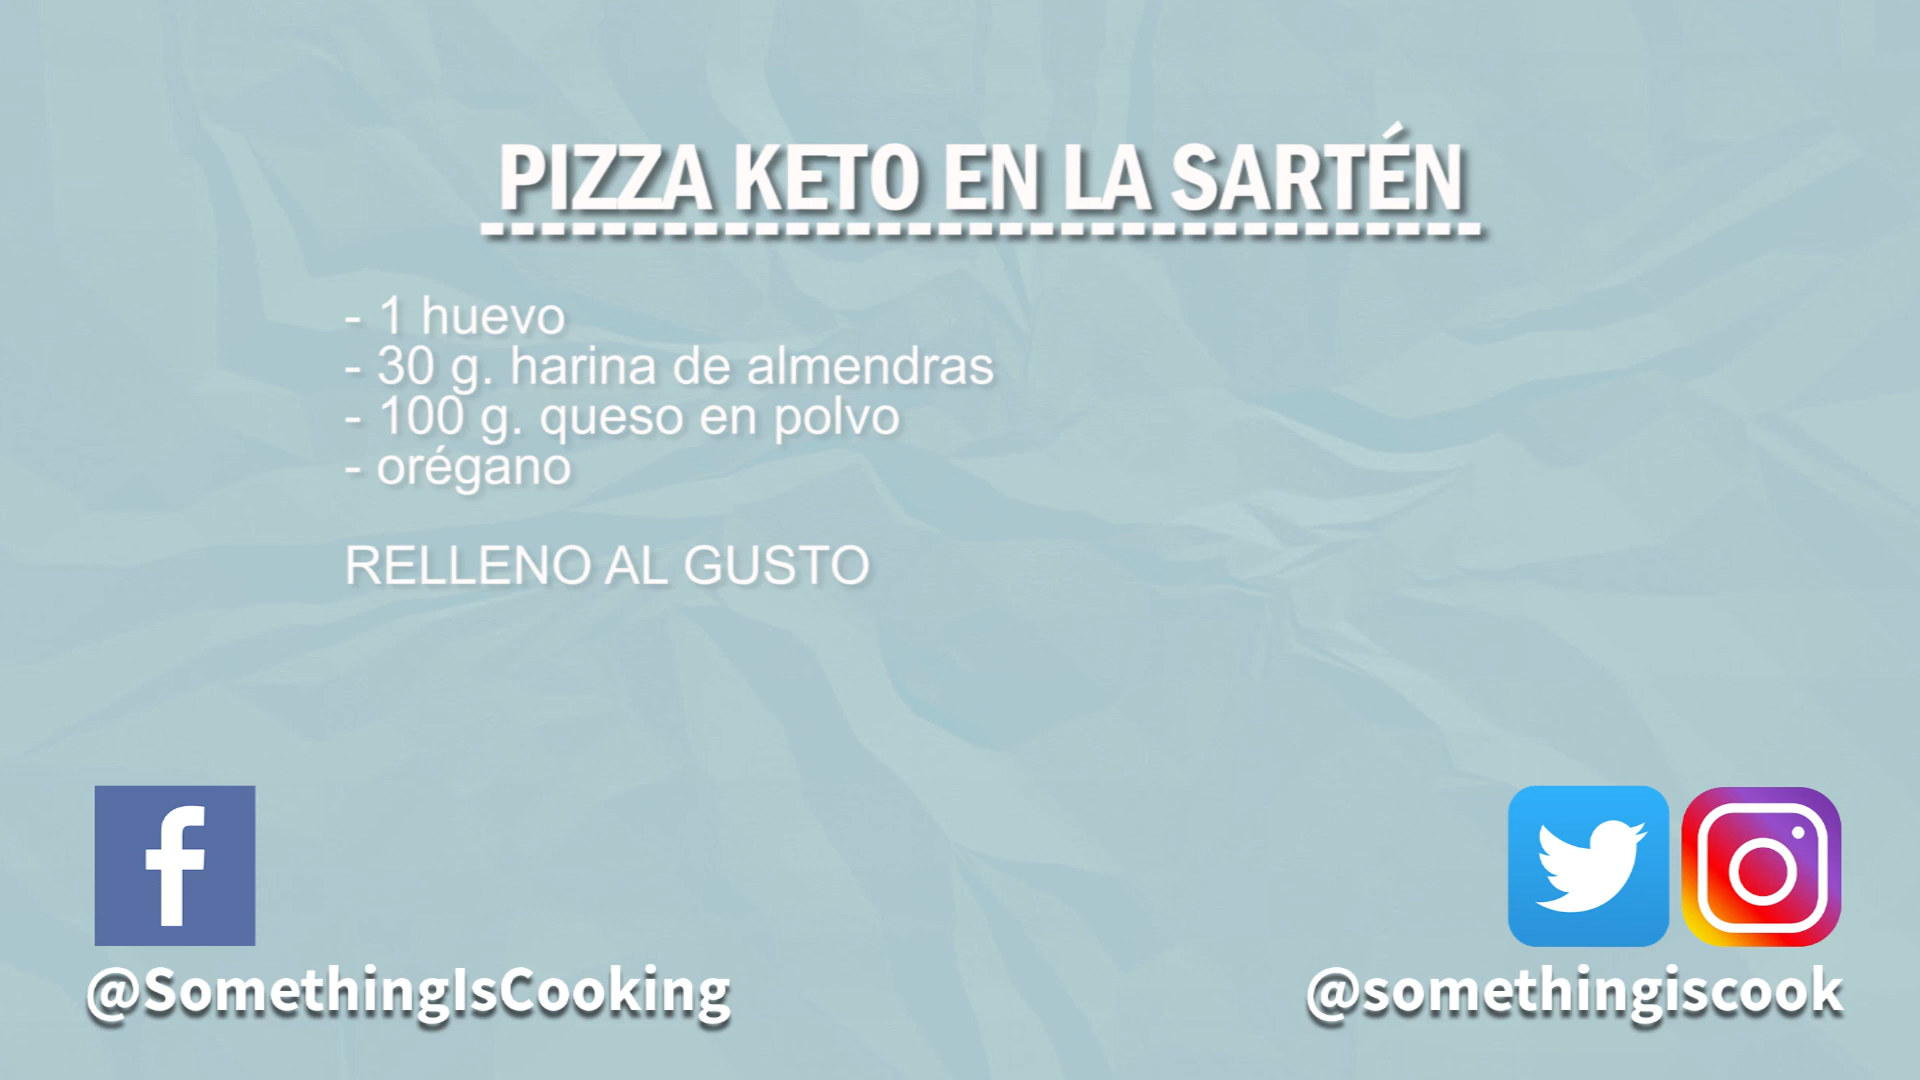 PIZZA KETO EN LA SARTÉN
- 1 huevo
- 30 g. harina de almendras
- 100 g. queso en polvo
- orégano
RELLENO AL GUSTO
@SomethingIsCooking
@somethingiscook